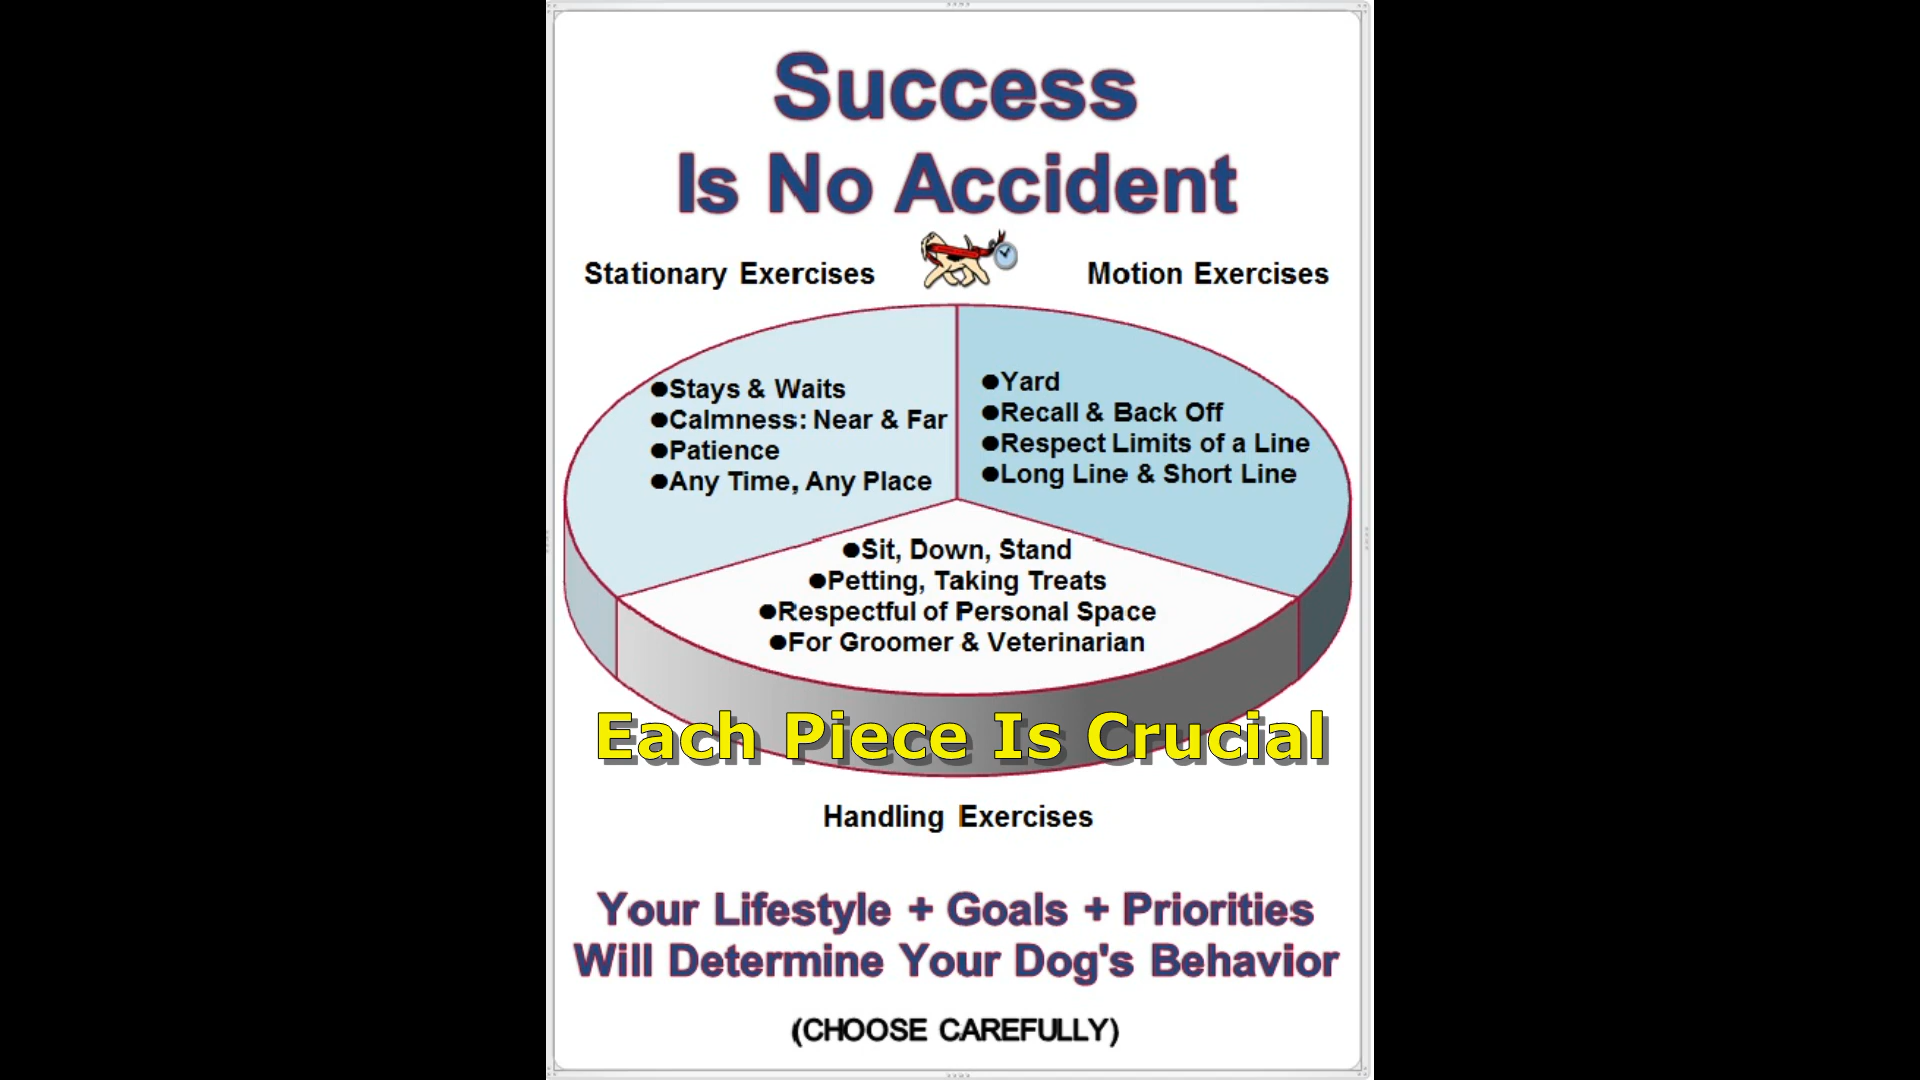 Success
Is No Accident
Stationary Exercises
Motion Exercises
●Stays & Waits
●Calmness: Near & Far
●Patience
●Any Time, Any Place
●Yard
●Recall & Back Off
●Respect Limits of a Line
●Long Line & Short Line
●Sit, Down, Stand
●Petting, Taking Treats
●Respectful of Personal Space
●For Groomer & Veterinarian
Each Piece Is Crucial
Handling Exercises
Your Lifestyle + Goals + Priorities
Will Determine Your Dog's Behavior
(CHOOSE CAREFULLY)